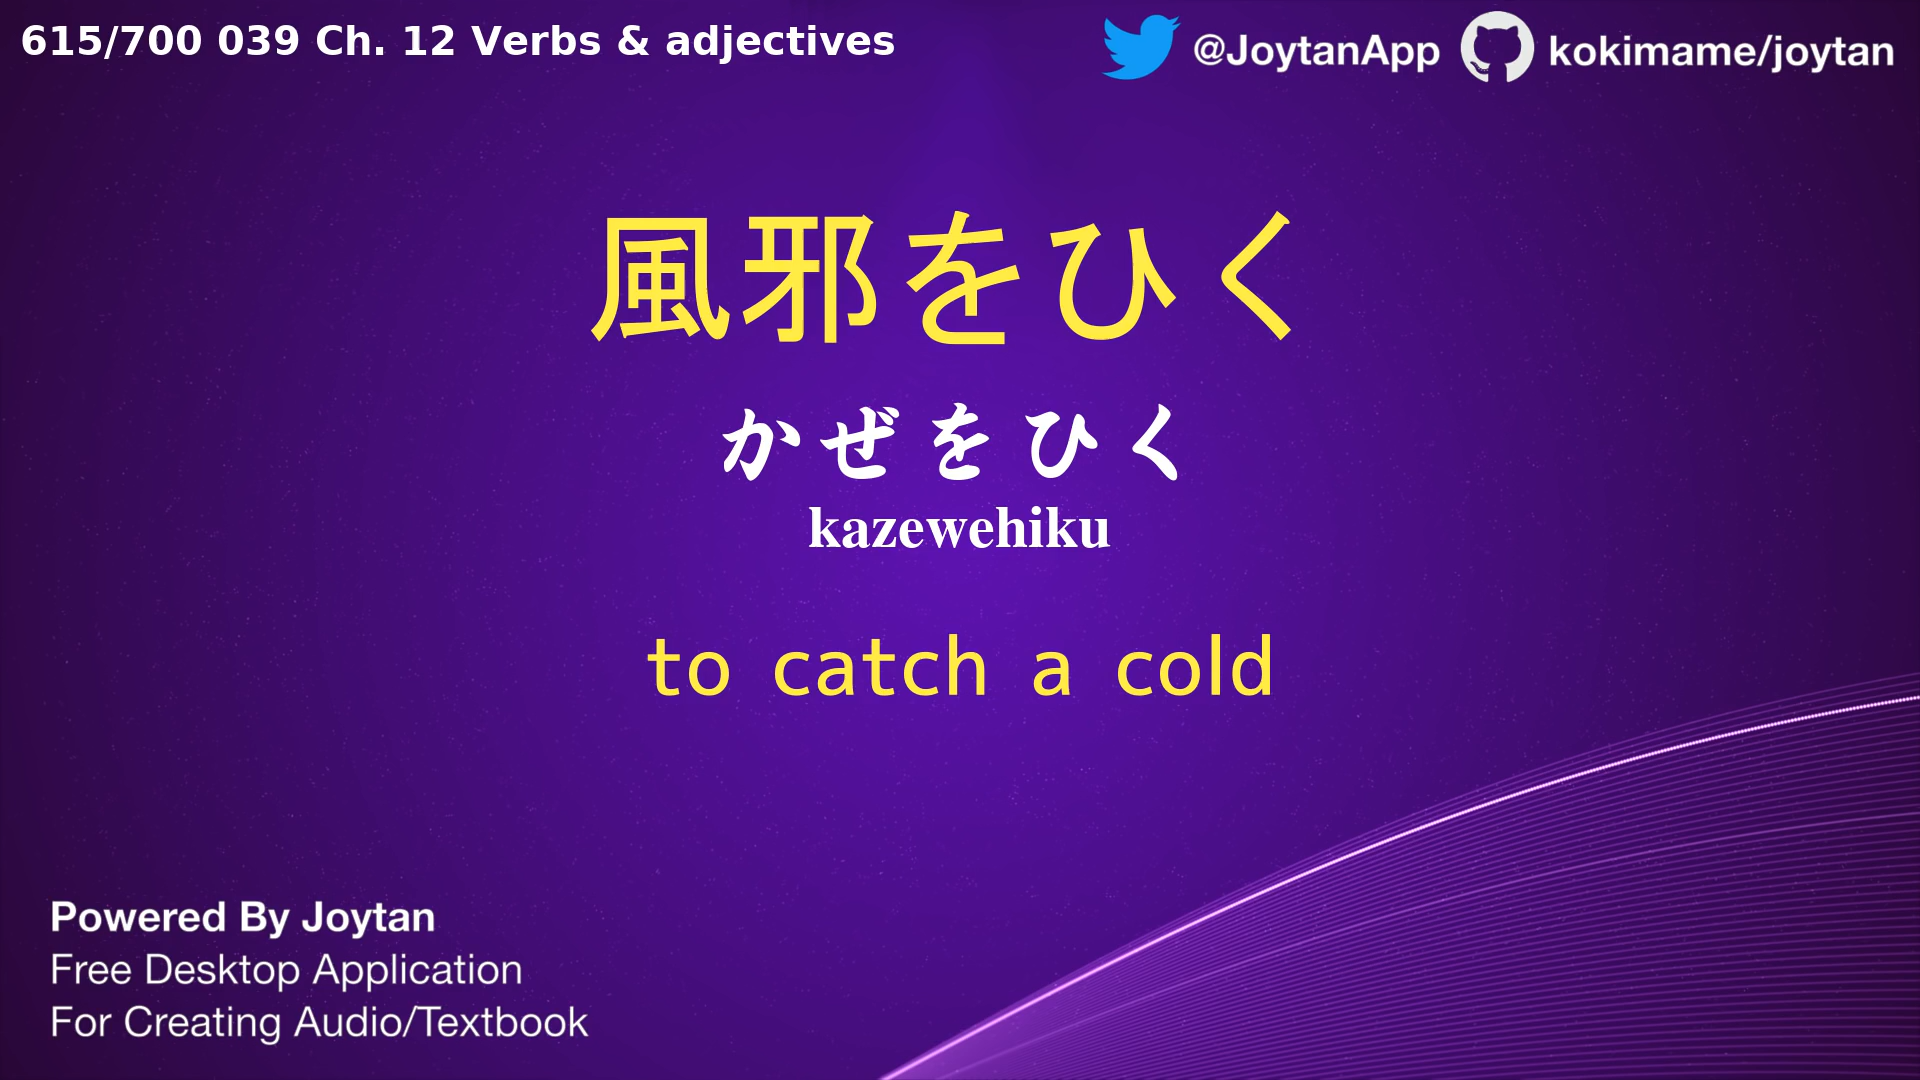 615/700 039 Ch. 12 Verbs & adjectives
@JoytanApp
kokimame/joytan
風邪をひく
かぜをひく
kazewehiku
to catch a cold
Powered By Joytan
Free Desktop Application
For Creating Audio/Textbook